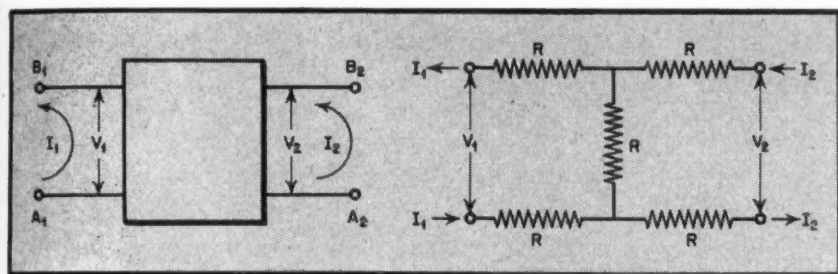 B₁ B₂ I₁ R R I₂
I₁ V₁ V₂ I₂ V₁ R V₂
A₁ A₂ I₁ R R I₂